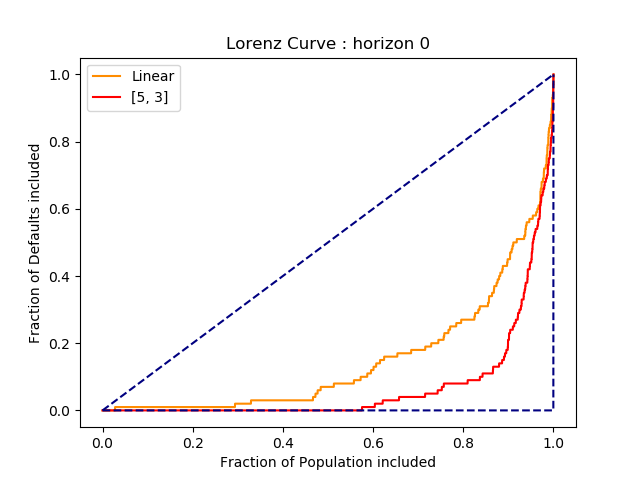 Lorenz Curve : horizon 0
Linear
[5, 3]
Fraction of Defaults included
1.0
0.8
0.6
0.4
0.2
0.0
0.0 0.2 0.4 0.6 0.8 1.0
Fraction of Population included